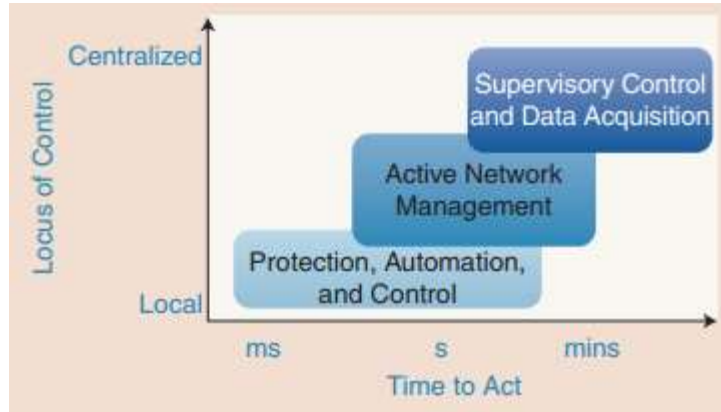 Centralized
Locus of Control
Local
Supervisory Control
and Data Acquisition
Active Network
Management
Protection, Automation,
and Control
ms s mins
Time to Act